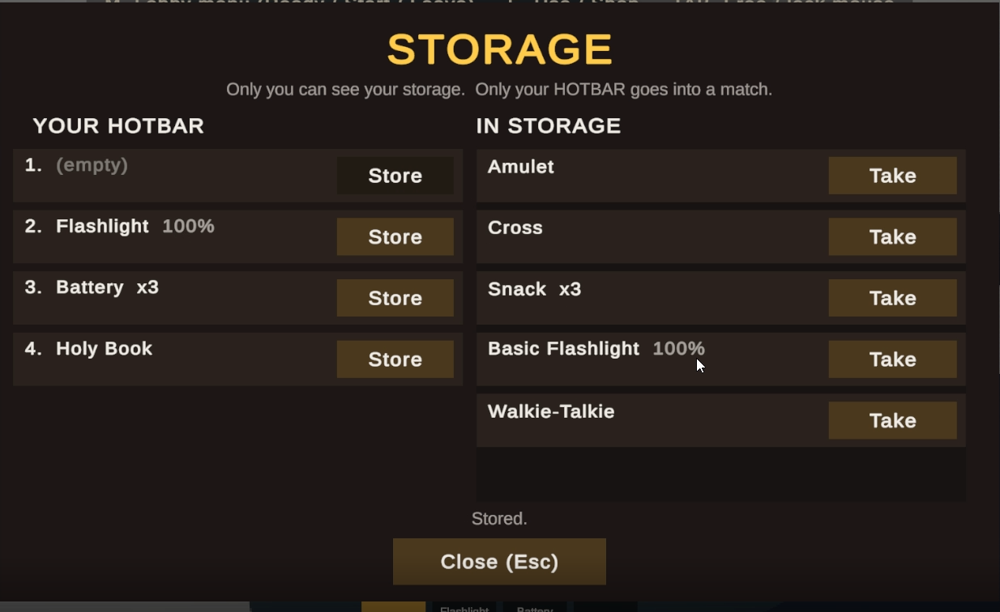 STORAGE
Only you can see your storage. Only your HOTBAR goes into a match.
YOUR HOTBAR
1. (empty) Store
2. Flashlight 100% Store
3. Battery x3 Store
4. Holy Book Store
IN STORAGE
Amulet Take
Cross Take
Snack x3 Take
Basic Flashlight 100% Take
Walkie-Talkie Take
Stored.
Close (Esc)
Flashlight Battery